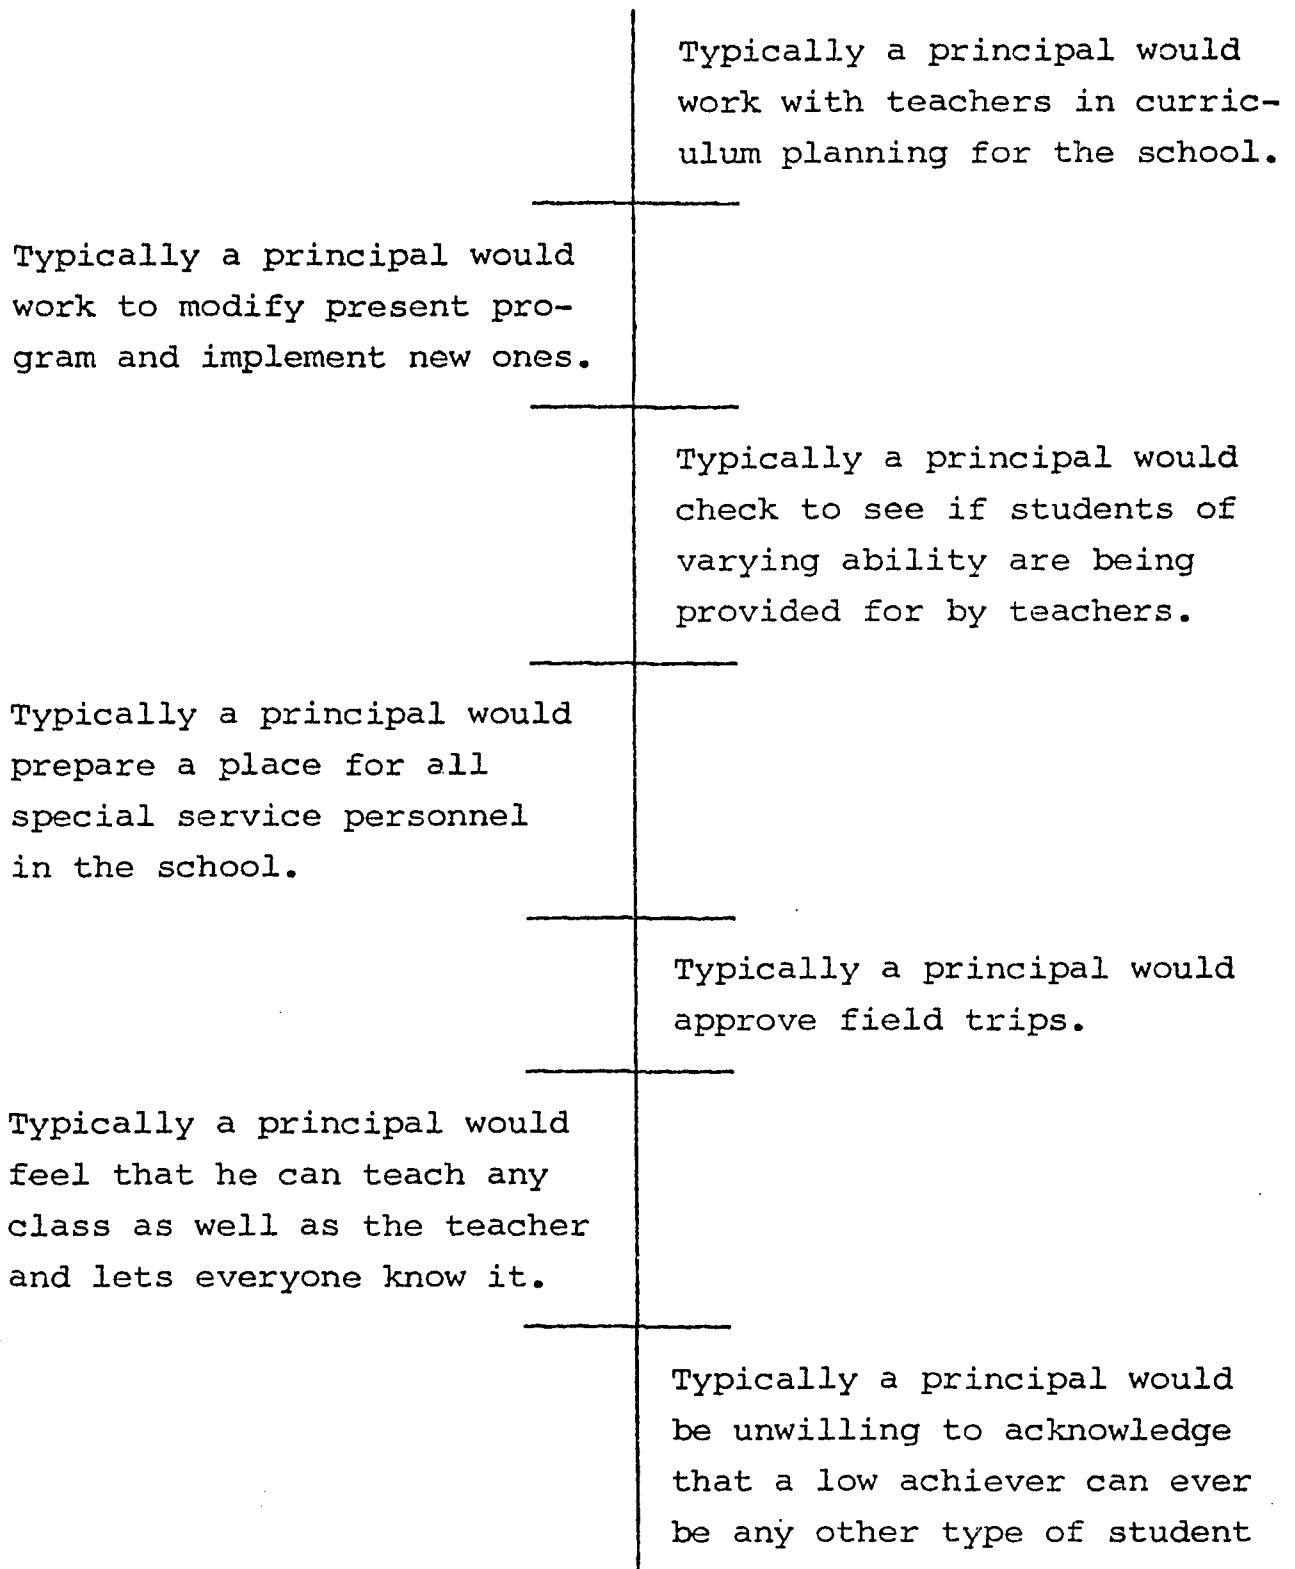 Typically a principal would
work with teachers in curric-
ulum planning for the school.
Typically a principal would
work to modify present pro-
gram and implement new ones.
Typically a principal would
check to see if students of
varying ability are being
provided for by teachers.
Typically a principal would
prepare a place for all
special service personnel
in the school.
Typically a principal would
approve field trips.
Typically a principal would
feel that he can teach any
class as well as the teacher
and lets everyone know it.
Typically a principal would
be unwilling to acknowledge
that a low achiever can ever
be any other type of student